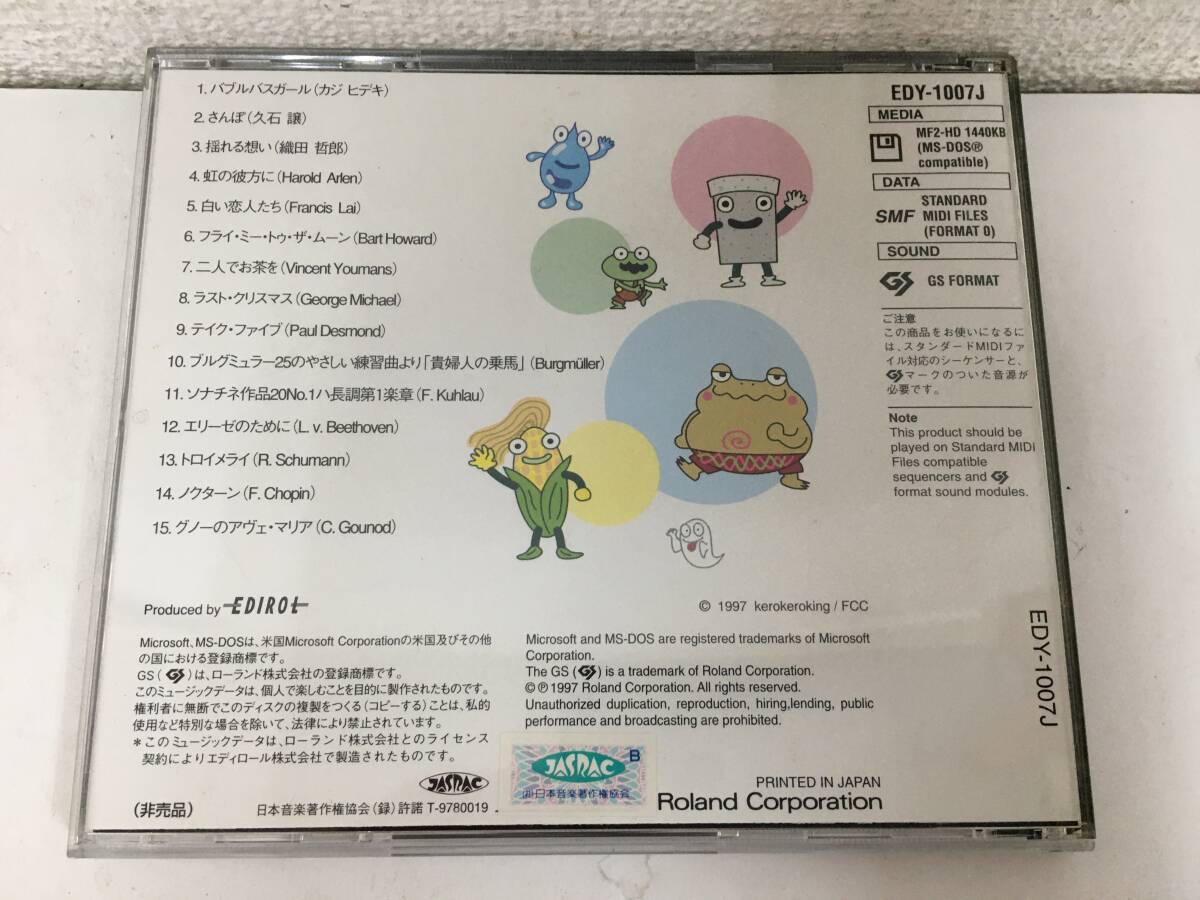 1. バブルバスガール(カジ ヒデキ)
2. さんぽ(久石 譲)
3. 揺れる想い(織田 哲郎)
4. 虹の彼方に(Harold Arlen)
5. 白い恋人たち(Francis Lai)
6. フライ・ミー・トゥ・ザ・ムーン(Bart Howard)
7. 二人でお茶を(Vincent Youmans)
8. ラスト・クリスマス(George Michael)
9. テイク・ファイブ(Paul Desmond)
10. ブルグミュラー25のやさしい練習曲より「貴婦人の乗馬」(Burgmüller)
11. ソナチネ作品20No.1ハ長調第1楽章(F. Kuhlau)
12. エリーゼのために(L. v. Beethoven)
13. トロイメライ(R. Schumann)
14. ノクターン(F. Chopin)
15. グノーのアヴェ・マリア(C. Gounod)
EDY-1007J
MEDIA
MF2-HD 1440KB
(MS-DOS®
compatible)
DATA
SMF
STANDARD
MIDI FILES
(FORMAT 0)
SOUND
GS GS FORMAT
ご注意
この商品をお使いになるに
は、スタンダードMIDIファ
イル対応のシーケンサーと、
GSマークのついた音源が
必要です。
Note
This product should be
played on Standard MIDI
Files compatible
sequencers and GS
format sound modules.
EDY-1007J
Produced by EDIROL
© 1997 kerokeroking / FCC
Microsoft、MS-DOSは、米国Microsoft Corporationの米国及びその他
の国における登録商標です。
GS(GS)は、ローランド株式会社の登録商標です。
このミュージックデータは、個人で楽しむことを目的に製作されたものです。
権利者に無断でこのディスクの複製をつくる(コピーする)ことは、私的
使用など特別な場合を除いて、法律により禁止されています。
*このミュージックデータは、ローランド株式会社とのライセンス
契約によりエディロール株式会社で製造されたものです。
Microsoft and MS-DOS are registered trademarks of Microsoft
Corporation.
The GS (GS) is a trademark of Roland Corporation.
©℗1997 Roland Corporation. All rights reserved.
Unauthorized duplication, reproduction, hiring,lending, public
performance and broadcasting are prohibited.
(非売品)
JASRAC
日本音楽著作権協会(録)許諾 T-9780019
JASRAC
B
(社)日本音楽著作権協会
PRINTED IN JAPAN
Roland Corporation